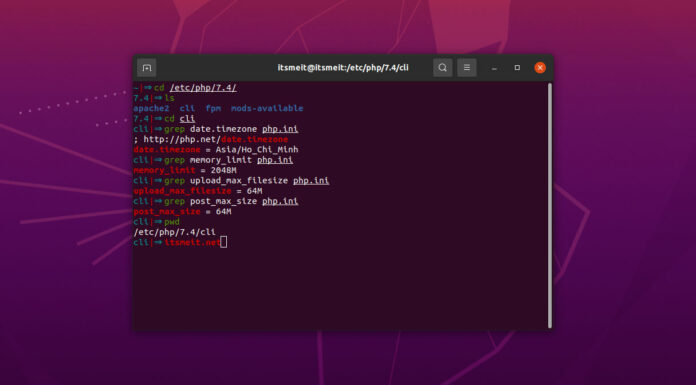 itsmeit@itsmeit:/etc/php/7.4/cli
~|⇒ cd /etc/php/7.4/
7.4|⇒ ls
apache2 cli fpm mods-available
7.4|⇒ cd cli
cli|⇒ grep date.timezone php.ini
; http://php.net/date.timezone
date.timezone = Asia/Ho_Chi_Minh
cli|⇒ grep memory_limit php.ini
memory_limit = 2048M
cli|⇒ grep upload_max_filesize php.ini
upload_max_filesize = 64M
cli|⇒ grep post_max_size php.ini
post_max_size = 64M
cli|⇒ pwd
/etc/php/7.4/cli
cli|⇒ itsmeit.net